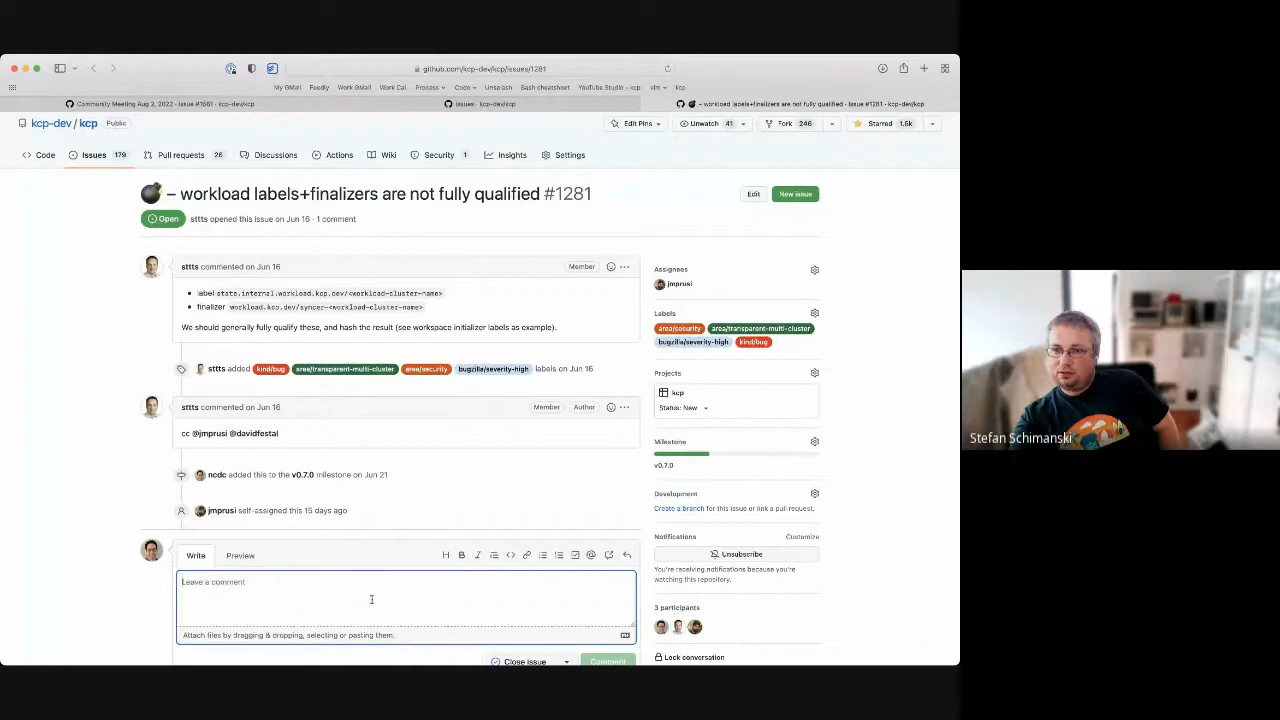 github.com/kcp-dev/kcp/issues/1281
My GMail Feedly Work GMail Work Cal Process Code Unsplash Bash cheatsheet YouTube Studio - kcp vim kcp
Community Meeting Aug 2, 2022 · Issue #1661 · kcp-dev/kcp
Issues · kcp-dev/kcp
– workload labels+finalizers are not fully qualified · Issue #1281 · kcp-dev/kcp
kcp-dev / kcp Public
Edit Pins Unwatch 41 Fork 246 Starred 1.6k
Code Issues 179 Pull requests 26 Discussions Actions Wiki Security 1 Insights Settings
– workload labels+finalizers are not fully qualified #1281
Edit New issue
Open sttts opened this issue on Jun 16 · 1 comment
sttts commented on Jun 16 Member
label state.internal.workload.kcp.dev/<workload-cluster-name>
finalizer workload.kcp.dev/syncer-<workload-cluster-name>
We should generally fully qualify these, and hash the result (see workspace initializer labels as example).
sttts added kind/bug area/transparent-multi-cluster area/security bugzilla/severity-high labels on Jun 16
sttts commented on Jun 16 Member Author
cc @jmprusi @davidfestal
ncdc added this to the v0.7.0 milestone on Jun 21
jmprusi self-assigned this 15 days ago
Write Preview
Leave a comment
Attach files by dragging & dropping, selecting or pasting them.
Close issue Comment
Assignees
jmprusi
Labels
area/security area/transparent-multi-cluster
bugzilla/severity-high kind/bug
Projects
kcp
Status: New
Milestone
v0.7.0
Development
Create a branch for this issue or link a pull request.
Notifications Customize
Unsubscribe
You're receiving notifications because you're
watching this repository.
3 participants
Lock conversation
Stefan Schimanski